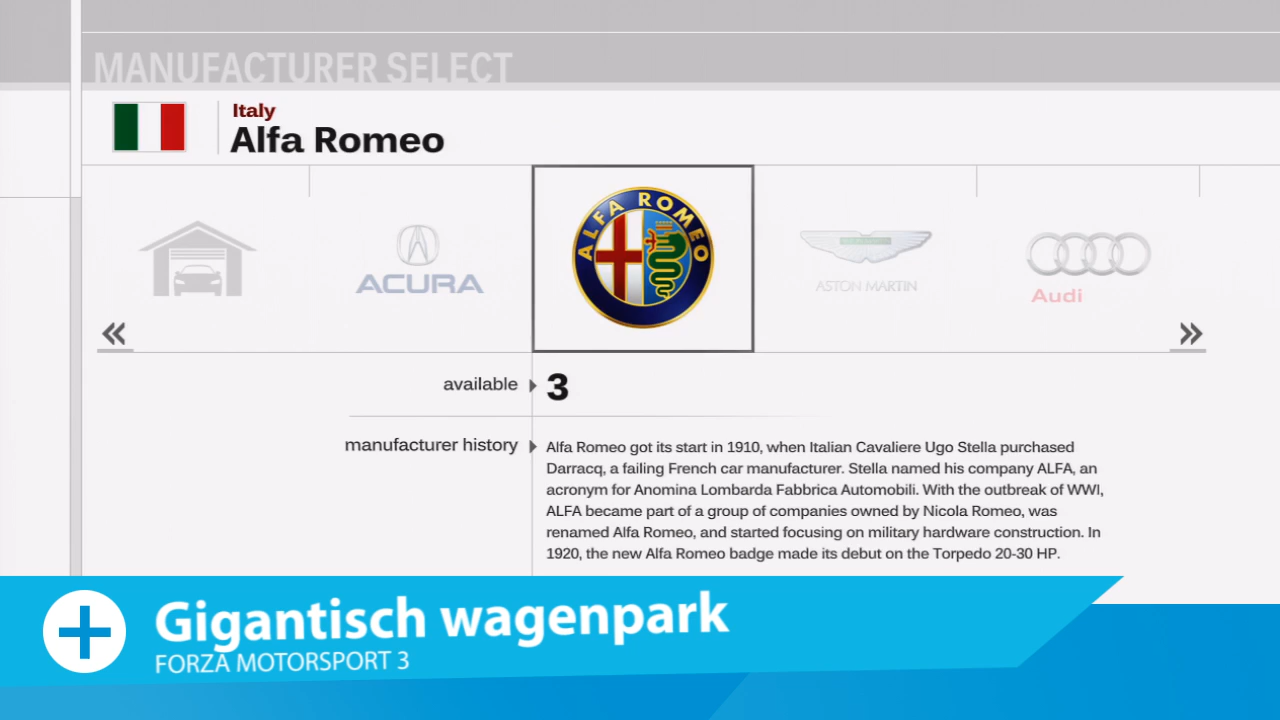 MANUFACTURER SELECT
Italy
Alfa Romeo
ACURA
ALFA ROMEO
ASTON MARTIN
Audi
available
3
manufacturer history
Alfa Romeo got its start in 1910, when Italian Cavaliere Ugo Stella purchased
Darracq, a failing French car manufacturer. Stella named his company ALFA, an
acronym for Anomina Lombarda Fabbrica Automobili. With the outbreak of WWI,
ALFA became part of a group of companies owned by Nicola Romeo, was
renamed Alfa Romeo, and started focusing on military hardware construction. In
1920, the new Alfa Romeo badge made its debut on the Torpedo 20-30 HP.
Gigantisch wagenpark
FORZA MOTORSPORT 3